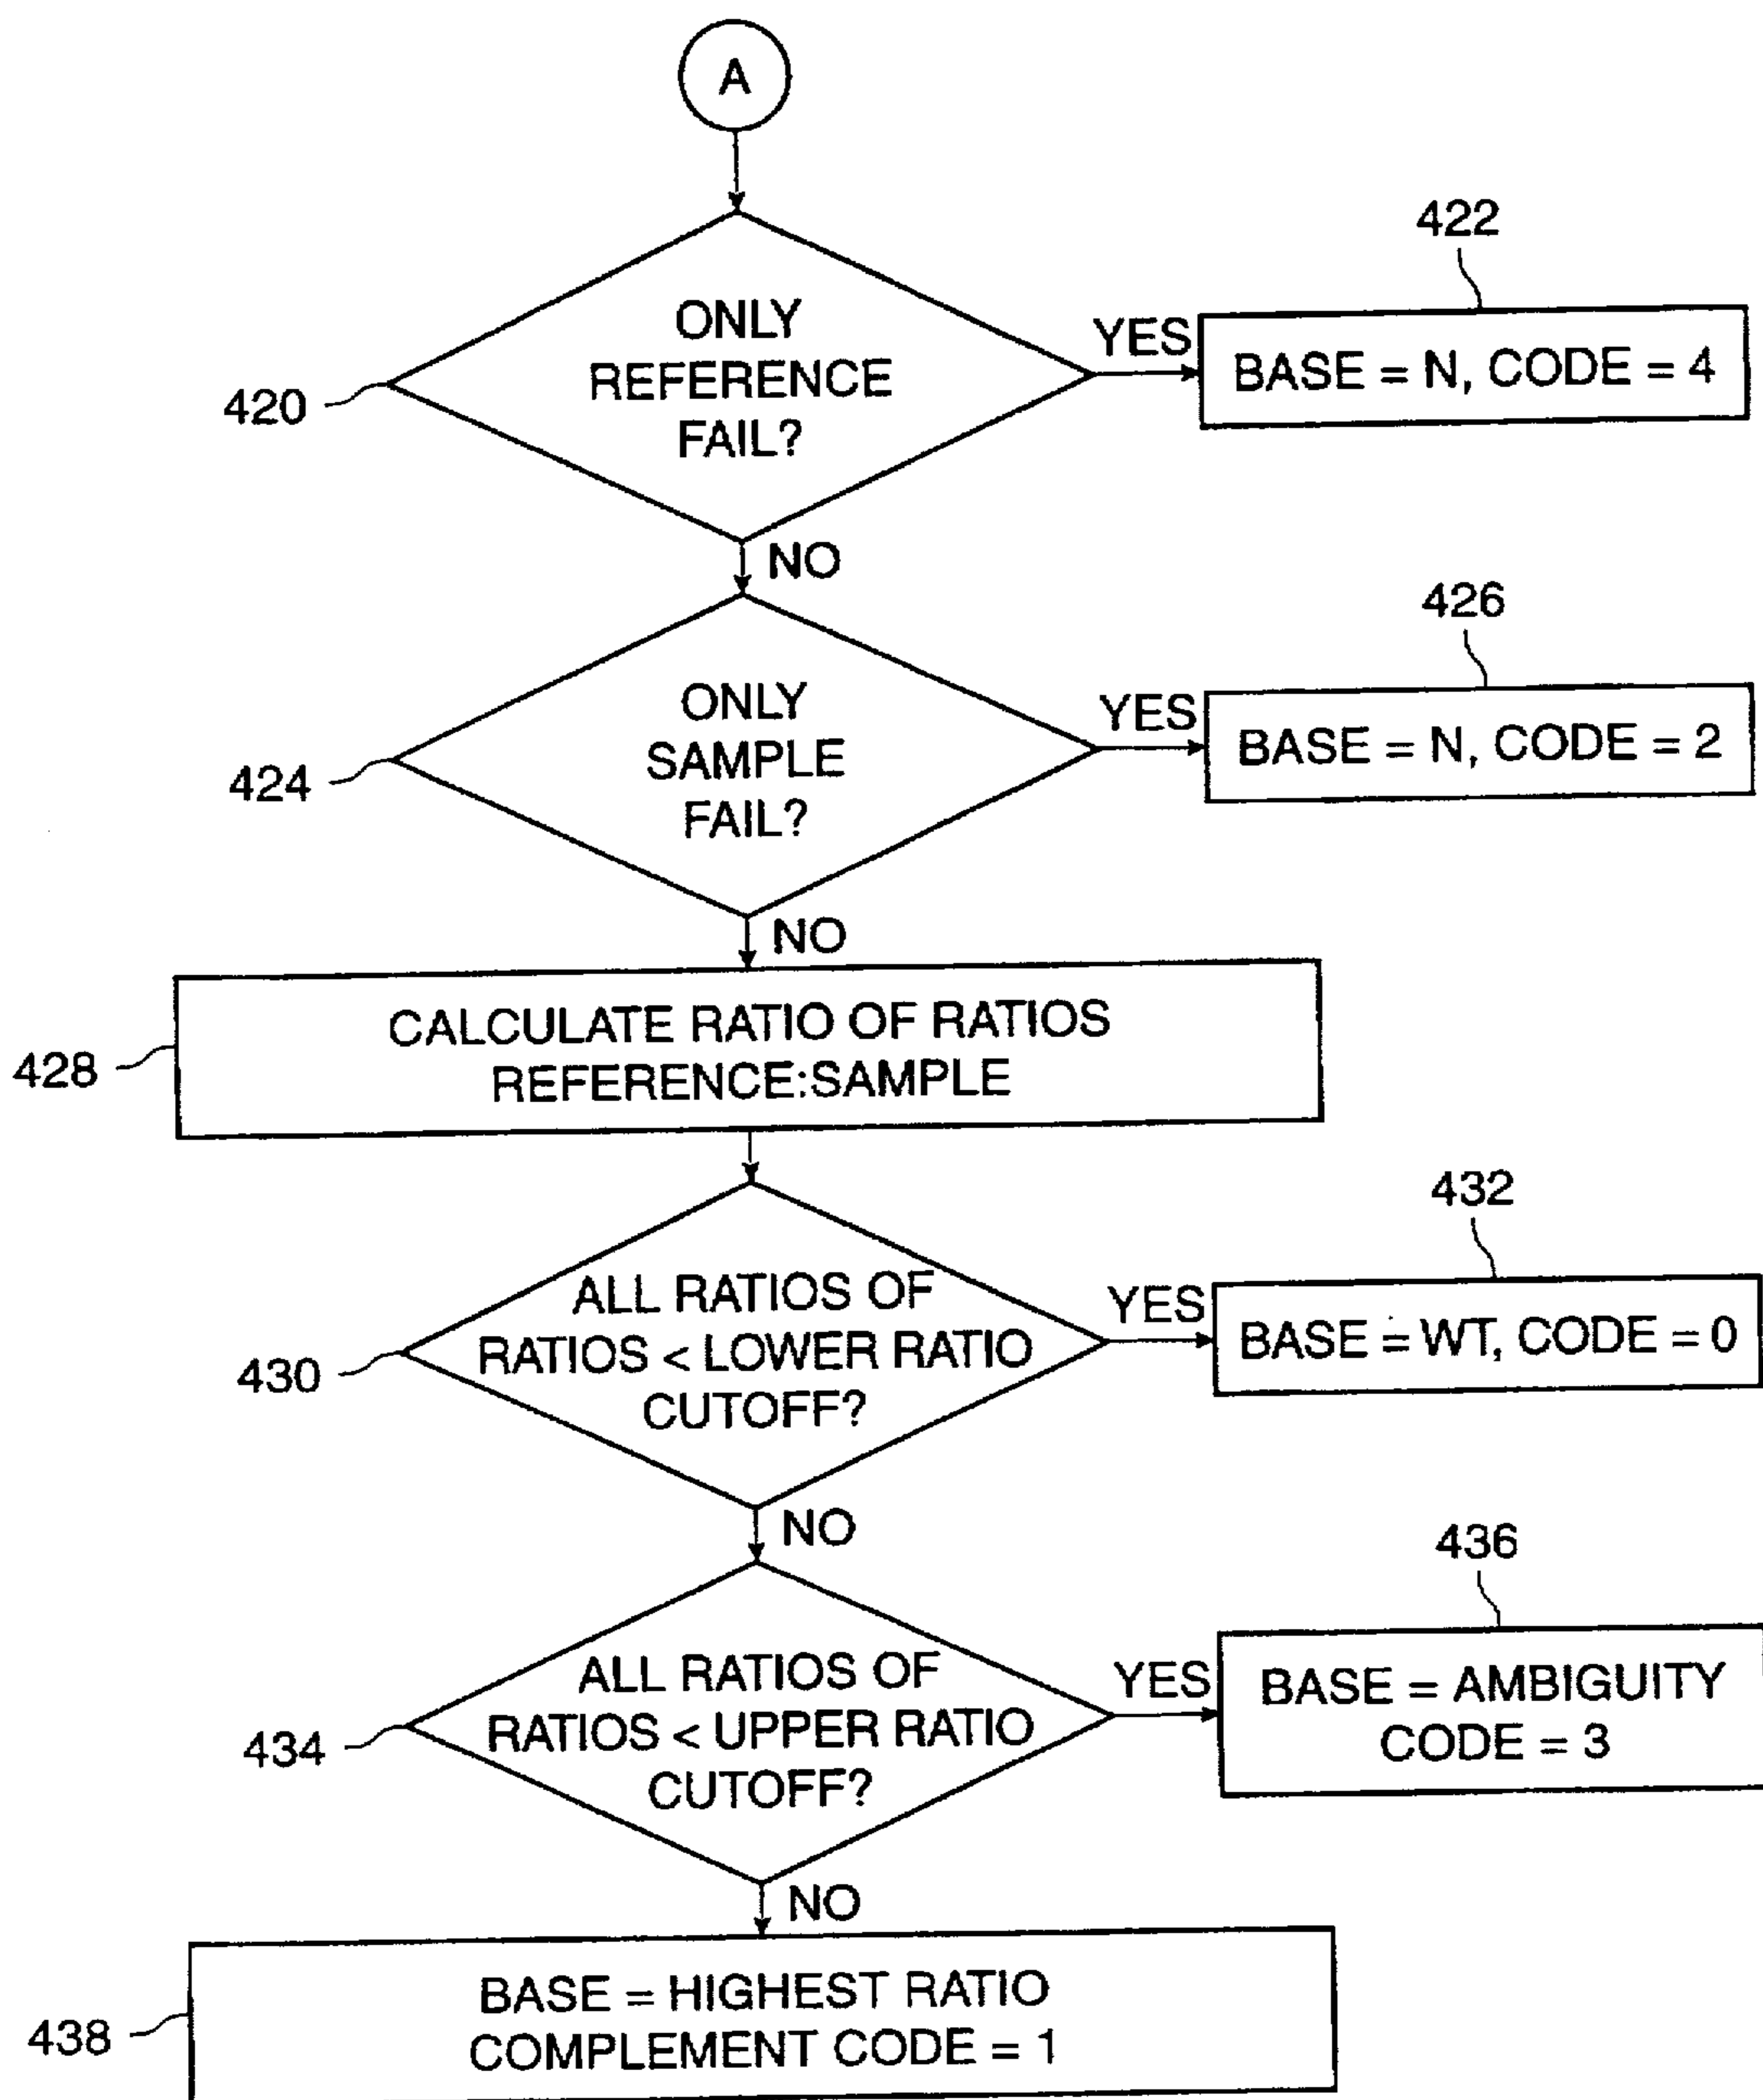 A
ONLY
REFERENCE
FAIL?
420
YES
422
BASE = N, CODE = 4
NO
ONLY
SAMPLE
FAIL?
424
YES
426
BASE = N, CODE = 2
NO
CALCULATE RATIO OF RATIOS
REFERENCE:SAMPLE
428
ALL RATIOS OF
RATIOS < LOWER RATIO
CUTOFF?
430
YES
432
BASE = WT, CODE = 0
NO
ALL RATIOS OF
RATIOS < UPPER RATIO
CUTOFF?
434
YES
436
BASE = AMBIGUITY
CODE = 3
NO
BASE = HIGHEST RATIO
COMPLEMENT CODE = 1
438